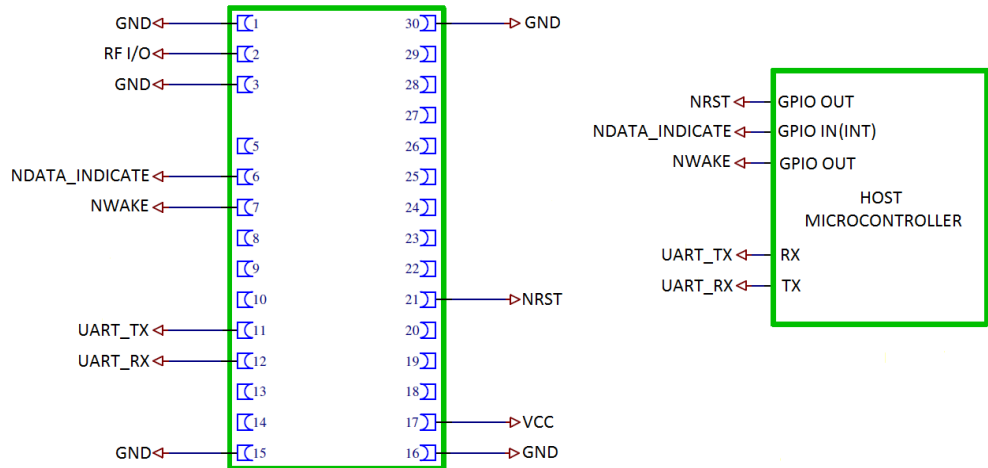 GND 1 30 GND
RF I/O 2 29
GND 3 28
27
5 26
NDATA_INDICATE 6 25
NWAKE 7 24
8 23
9 22
10 21 NRST
UART_TX 11 20
UART_RX 12 19
13 18
14 17 VCC
GND 15 16 GND
NRST GPIO OUT
NDATA_INDICATE GPIO IN(INT)
NWAKE GPIO OUT
HOST
MICROCONTROLLER
UART_TX RX
UART_RX TX